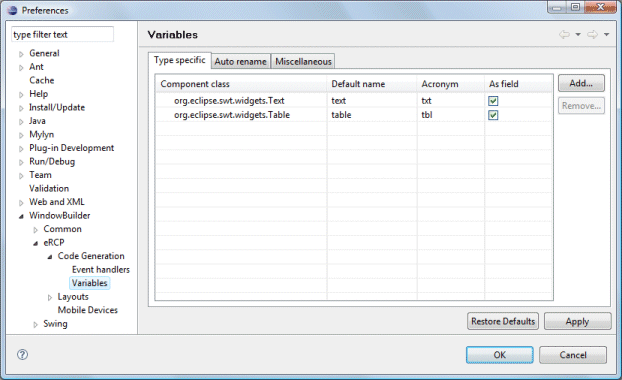 Preferences
type filter text
General
Ant
Cache
Help
Install/Update
Java
Mylyn
Plug-in Development
Run/Debug
Team
Validation
Web and XML
WindowBuilder
Common
eRCP
Code Generation
Event handlers
Variables
Layouts
Mobile Devices
Swing
Variables
Type specific Auto rename Miscellaneous
Component class Default name Acronym As field
org.eclipse.swt.widgets.Text text txt
org.eclipse.swt.widgets.Table table tbl
Add...
Remove...
Restore Defaults Apply
? OK Cancel